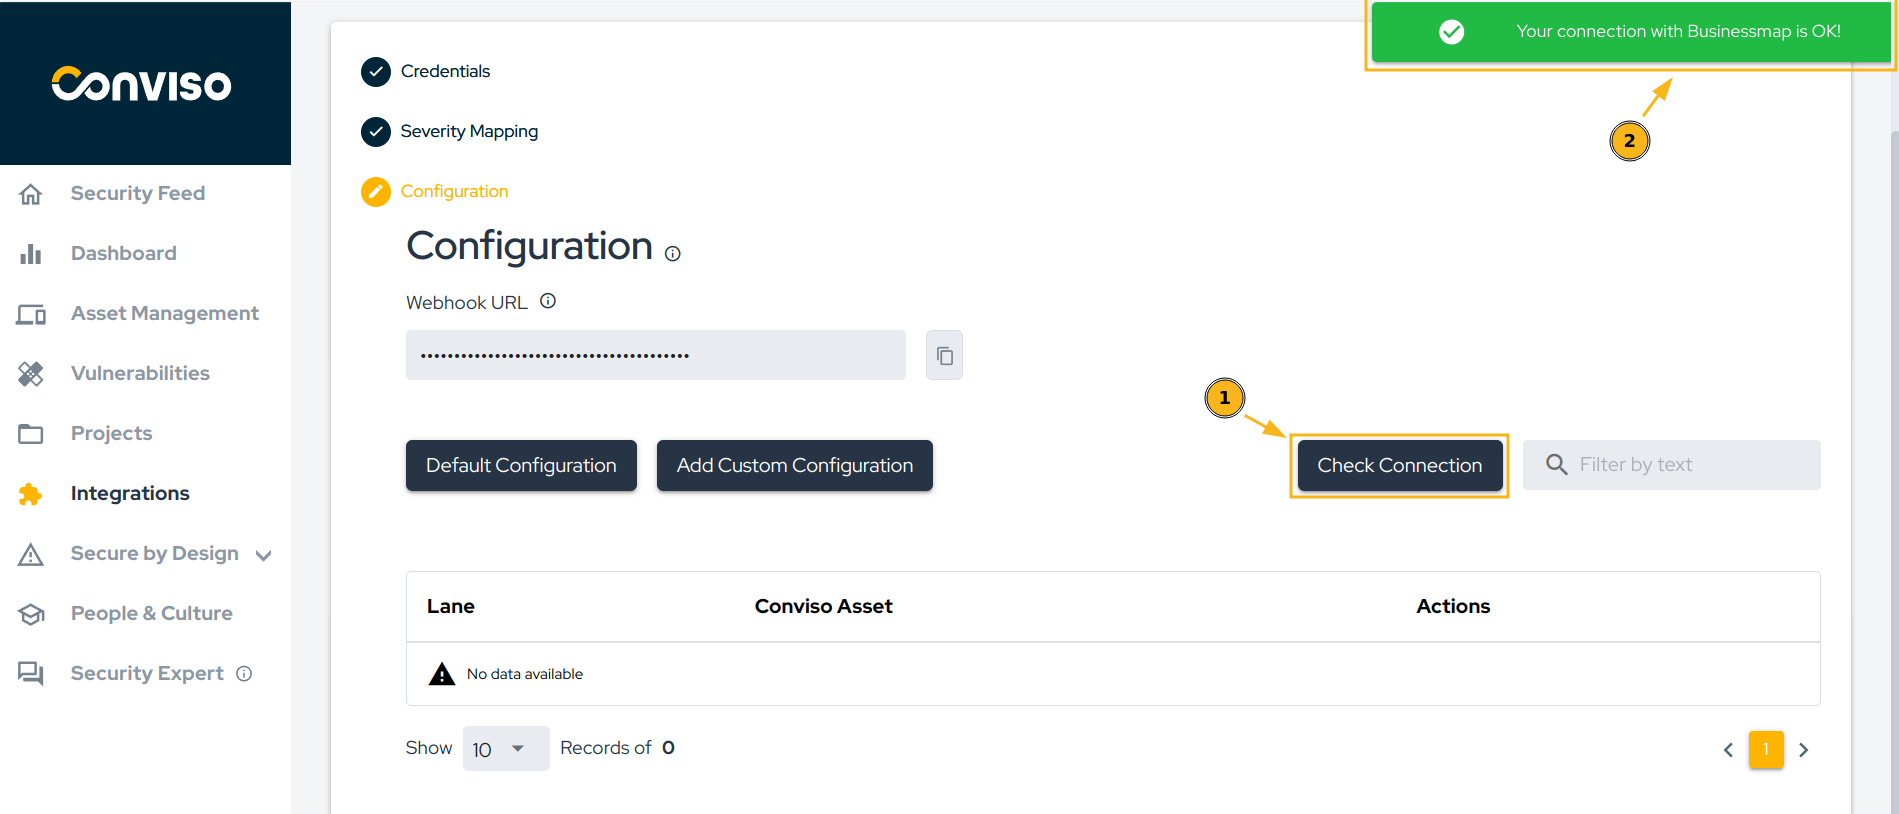 Conviso
Security Feed
Dashboard
Asset Management
Vulnerabilities
Projects
Integrations
Secure by Design
People & Culture
Security Expert
Your connection with Businessmap is OK!
2
Credentials
Severity Mapping
Configuration
Configuration
Webhook URL
••••••••••••••••••••••••••••••••••••••••
1
Default Configuration
Add Custom Configuration
Check Connection
Filter by text
Lane Conviso Asset Actions
No data available
Show 10 Records of 0
1